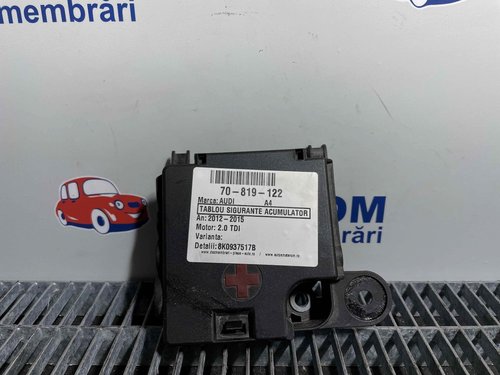 membrări
70-819-122
Marca: AUDI A4
TABLOU SIGURANTE ACUMULATOR
An: 2012-2015
Motor: 2.0 TDI
Varianta:
Detalii: 8K0937517B
OM
mbrări